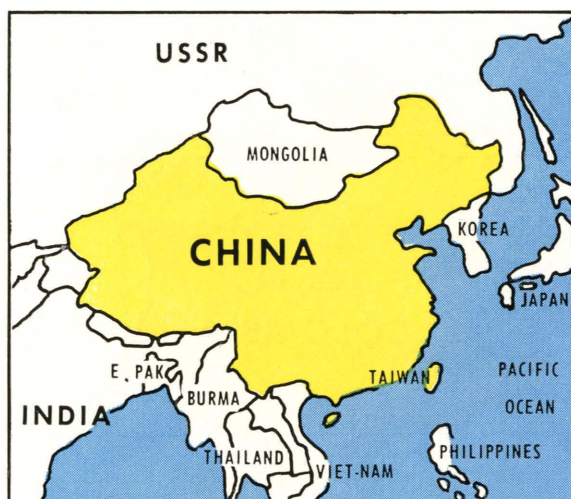 USSR
MONGOLIA
KOREA
CHINA
JAPAN
E. PAK
TAIWAN
PACIFIC
OCEAN
BURMA
INDIA
THAILAND
VIET-NAM
PHILIPPINES